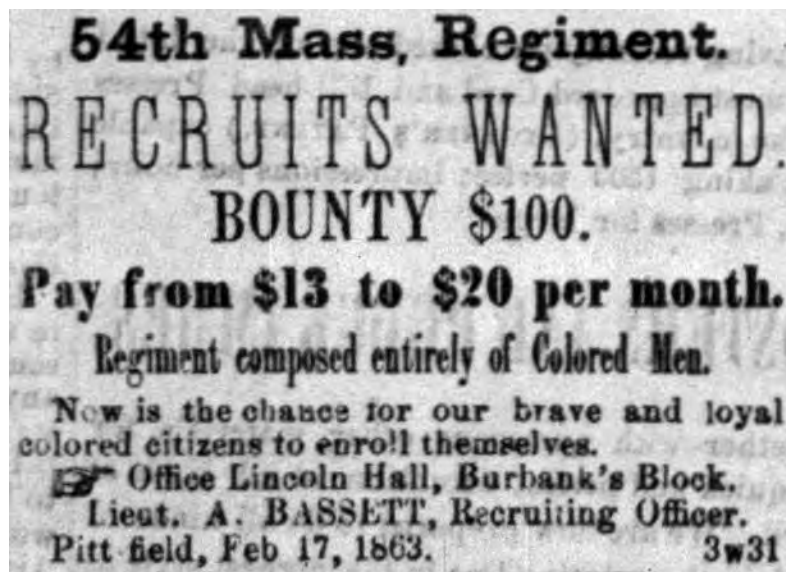 54th Mass, Regiment.
RECRUITS WANTED.
BOUNTY $100.
Pay from $13 to $20 per month.
Regiment composed entirely of Colored Men.
Now is the chance for our brave and loyal
colored citizens to enroll themselves.
☞ Office Lincoln Hall, Burbank's Block.
Lieut. A. BASSETT, Recruiting Officer.
Pitt field, Feb 17, 1863. 3w31